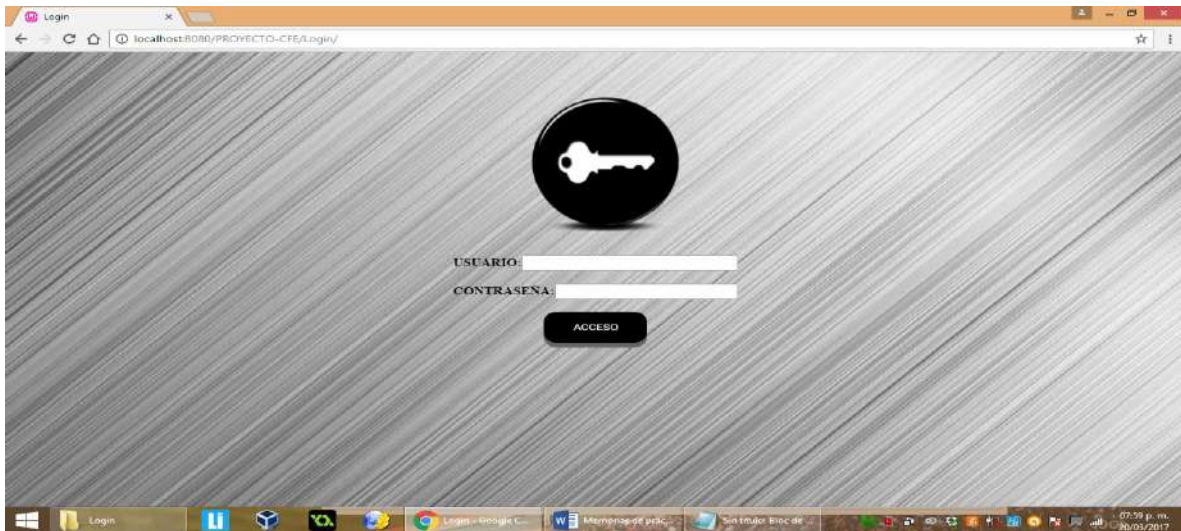 Login
localhost:8080/PROYECTO-CFE/Login/
USUARIO:
CONTRASEÑA:
ACCESO
Login
Li
Login - Google C...
W
Memorias de prác...
Sin título: Bloc de ...
07:59 p. m.
20/03/2017